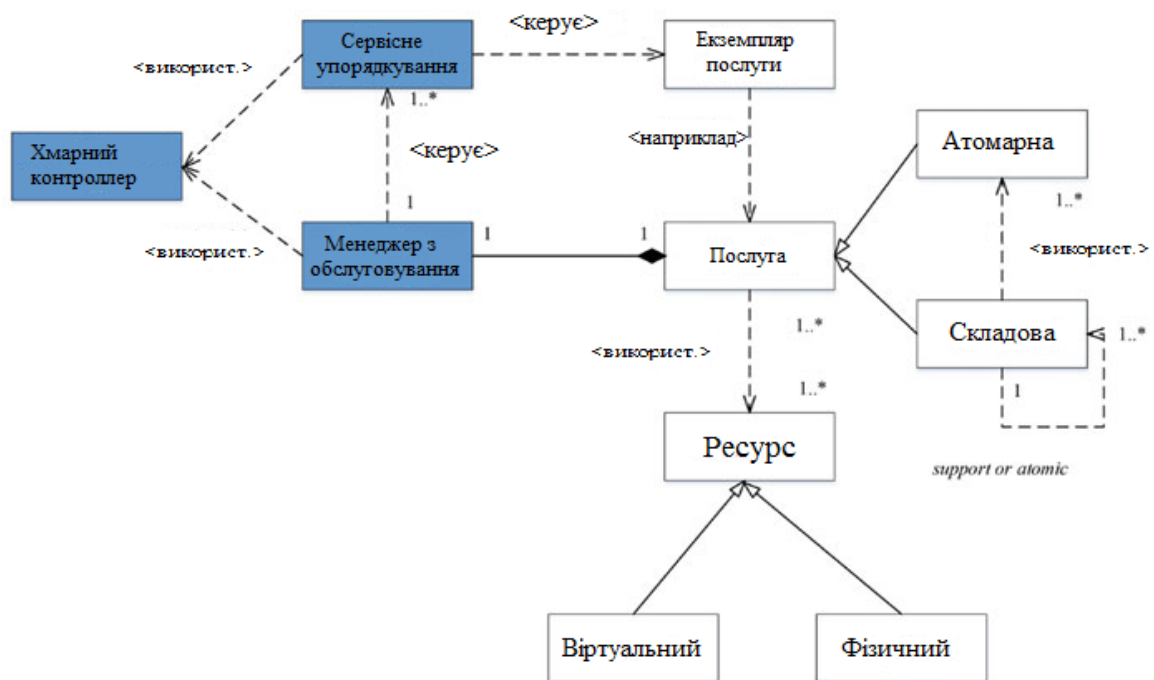 <керує>
Сервісне
упорядкування
Екземпляр
послуги
<використ.>
1..*
<наприклад>
Атомарна
Хмарний
контроллер
<керує>
1..*
1
<використ.>
Менеджер з
обслуговування
1
1
Послуга
<використ.>
1..*
Складова
1..*
<використ.>
1
1..*
Ресурс
support or atomic
Віртуальний
Фізичний